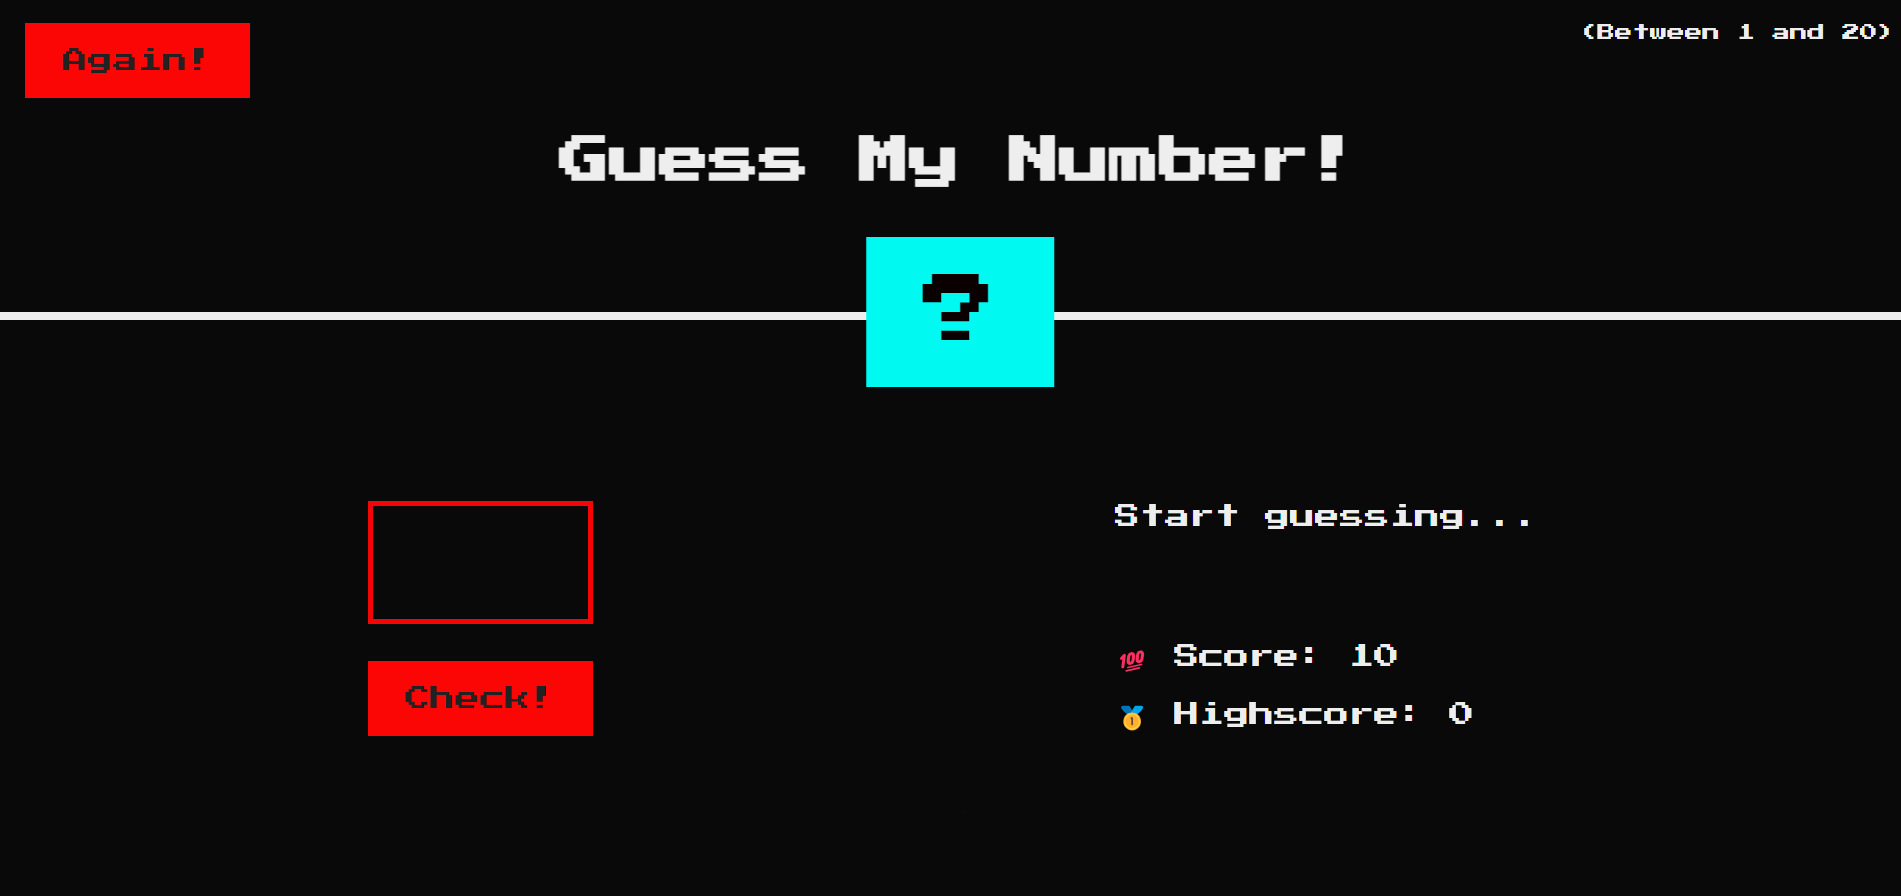 Again!
(Between 1 and 20)
Guess My Number!
?
Start guessing...
💯 Score: 10
🥇 Highscore: 0
Check!